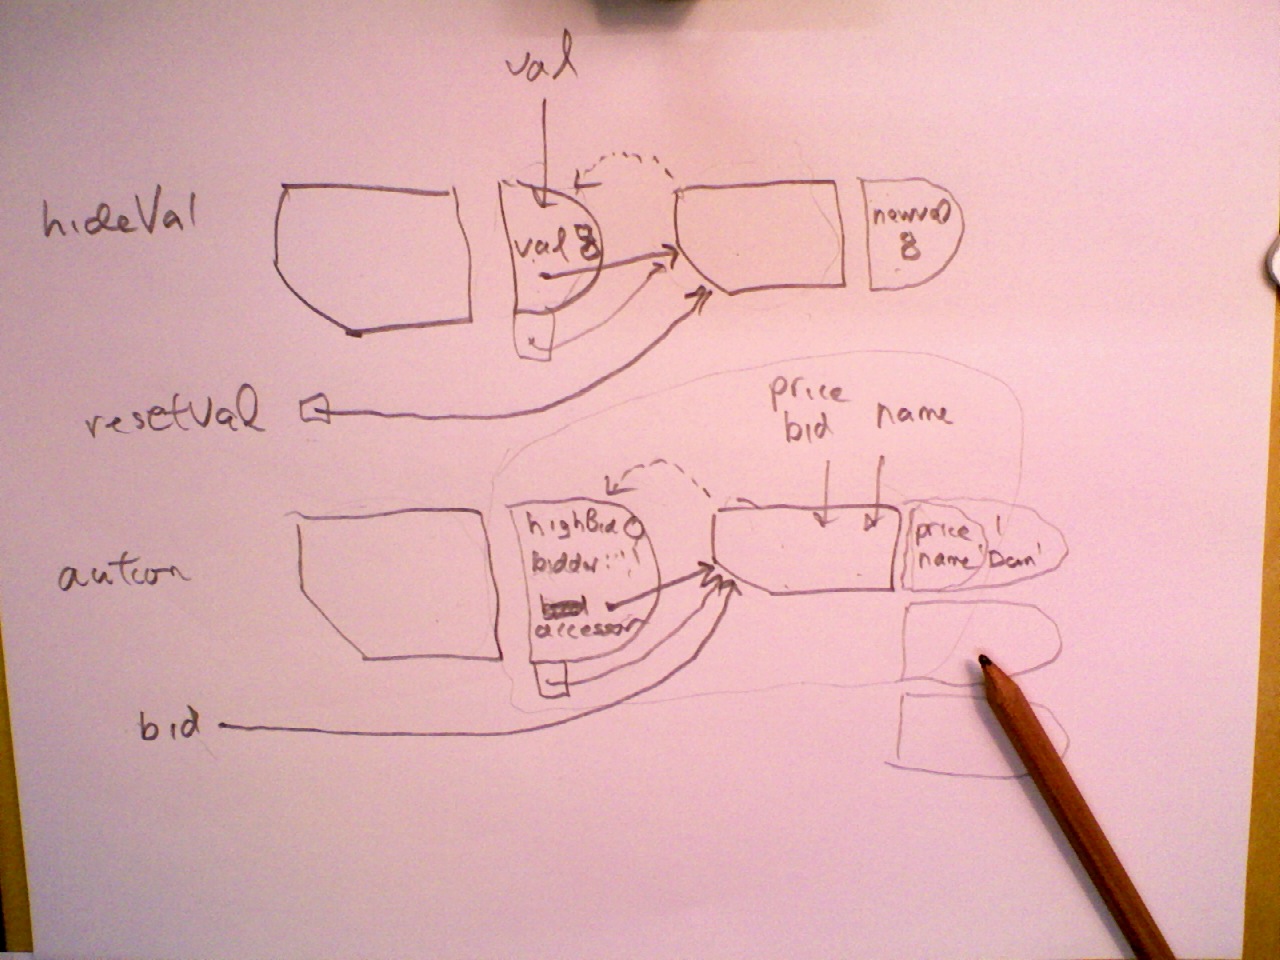 val
hideVal
val 8
newval
8
resetVal
price
bid
name
highBid 0
bidder: ''
accessor
price 1
name 'Dan'
bid